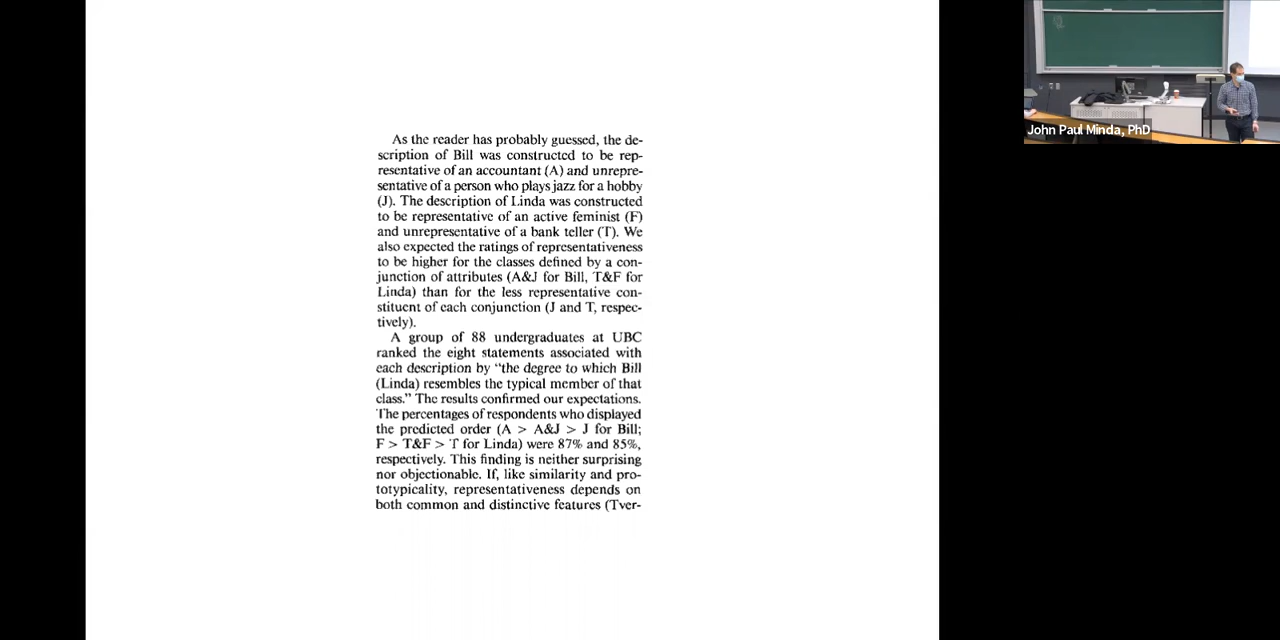 As the reader has probably guessed, the de-
scription of Bill was constructed to be rep-
resentative of an accountant (A) and unrepre-
sentative of a person who plays jazz for a hobby
(J). The description of Linda was constructed
to be representative of an active feminist (F)
and unrepresentative of a bank teller (T). We
also expected the ratings of representativeness
to be higher for the classes defined by a con-
junction of attributes (A&J for Bill, T&F for
Linda) than for the less representative con-
stituent of each conjunction (J and T, respec-
tively).
A group of 88 undergraduates at UBC
ranked the eight statements associated with
each description by “the degree to which Bill
(Linda) resembles the typical member of that
class.” The results confirmed our expectations.
The percentages of respondents who displayed
the predicted order (A > A&J > J for Bill;
F > T&F > T for Linda) were 87% and 85%,
respectively. This finding is neither surprising
nor objectionable. If, like similarity and pro-
totypicality, representativeness depends on
both common and distinctive features (Tver-
John Paul Minda, PhD